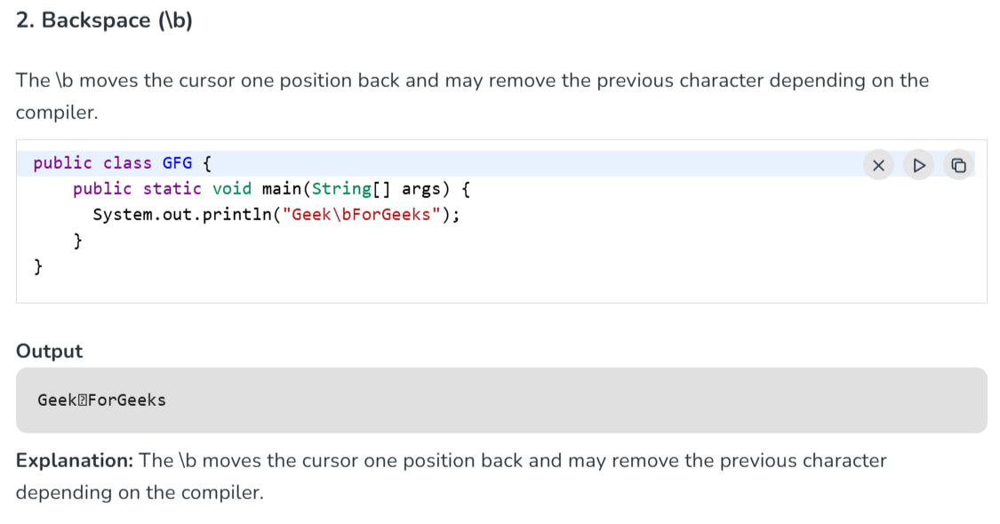 2. Backspace (\b)
The \b moves the cursor one position back and may remove the previous character depending on the
compiler.
public class GFG {
    public static void main(String[] args) {
      System.out.println("Geek\bForGeeks");
    }
}
Output
Geek⍰ForGeeks
Explanation: The \b moves the cursor one position back and may remove the previous character
depending on the compiler.